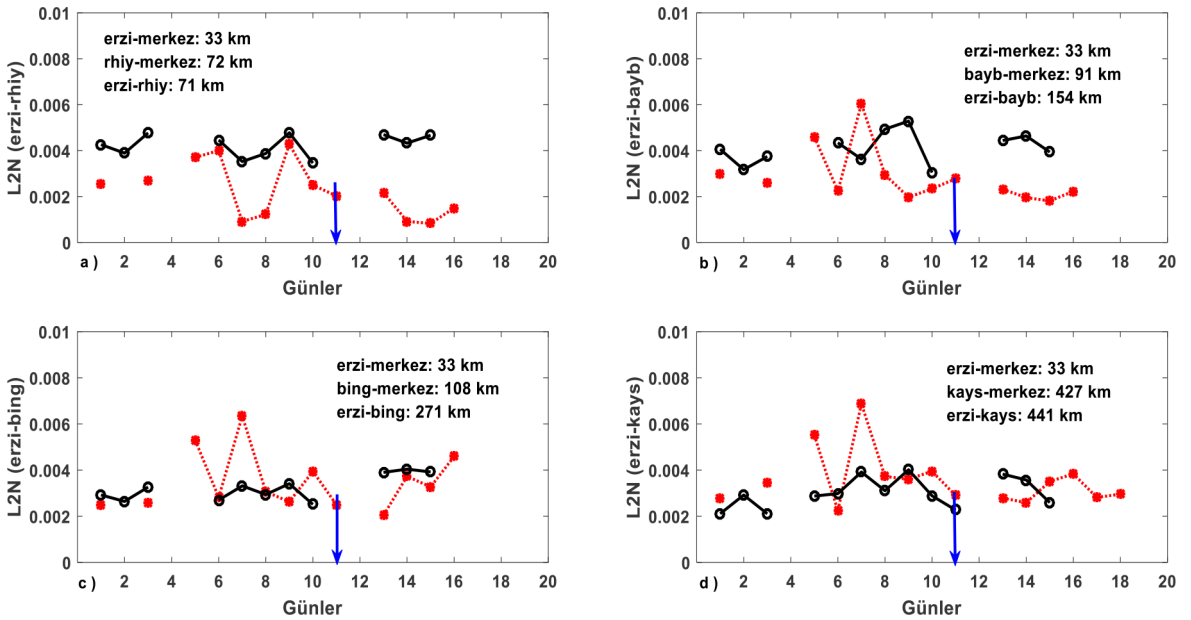 0.01
0.008
0.006
0.004
0.002
0
L2N (erzi-rhiy)
erzi-merkez: 33 km
rhiy-merkez: 72 km
erzi-rhiy: 71 km
a )
2 4 6 8 10 12 14 16 18 20
Günler
0.01
0.008
0.006
0.004
0.002
0
L2N (erzi-bayb)
erzi-merkez: 33 km
bayb-merkez: 91 km
erzi-bayb: 154 km
b )
2 4 6 8 10 12 14 16 18 20
Günler
0.01
0.008
0.006
0.004
0.002
0
L2N (erzi-bing)
erzi-merkez: 33 km
bing-merkez: 108 km
erzi-bing: 271 km
c )
2 4 6 8 10 12 14 16 18 20
Günler
0.01
0.008
0.006
0.004
0.002
0
L2N (erzi-kays)
erzi-merkez: 33 km
kays-merkez: 427 km
erzi-kays: 441 km
d )
2 4 6 8 10 12 14 16 18 20
Günler